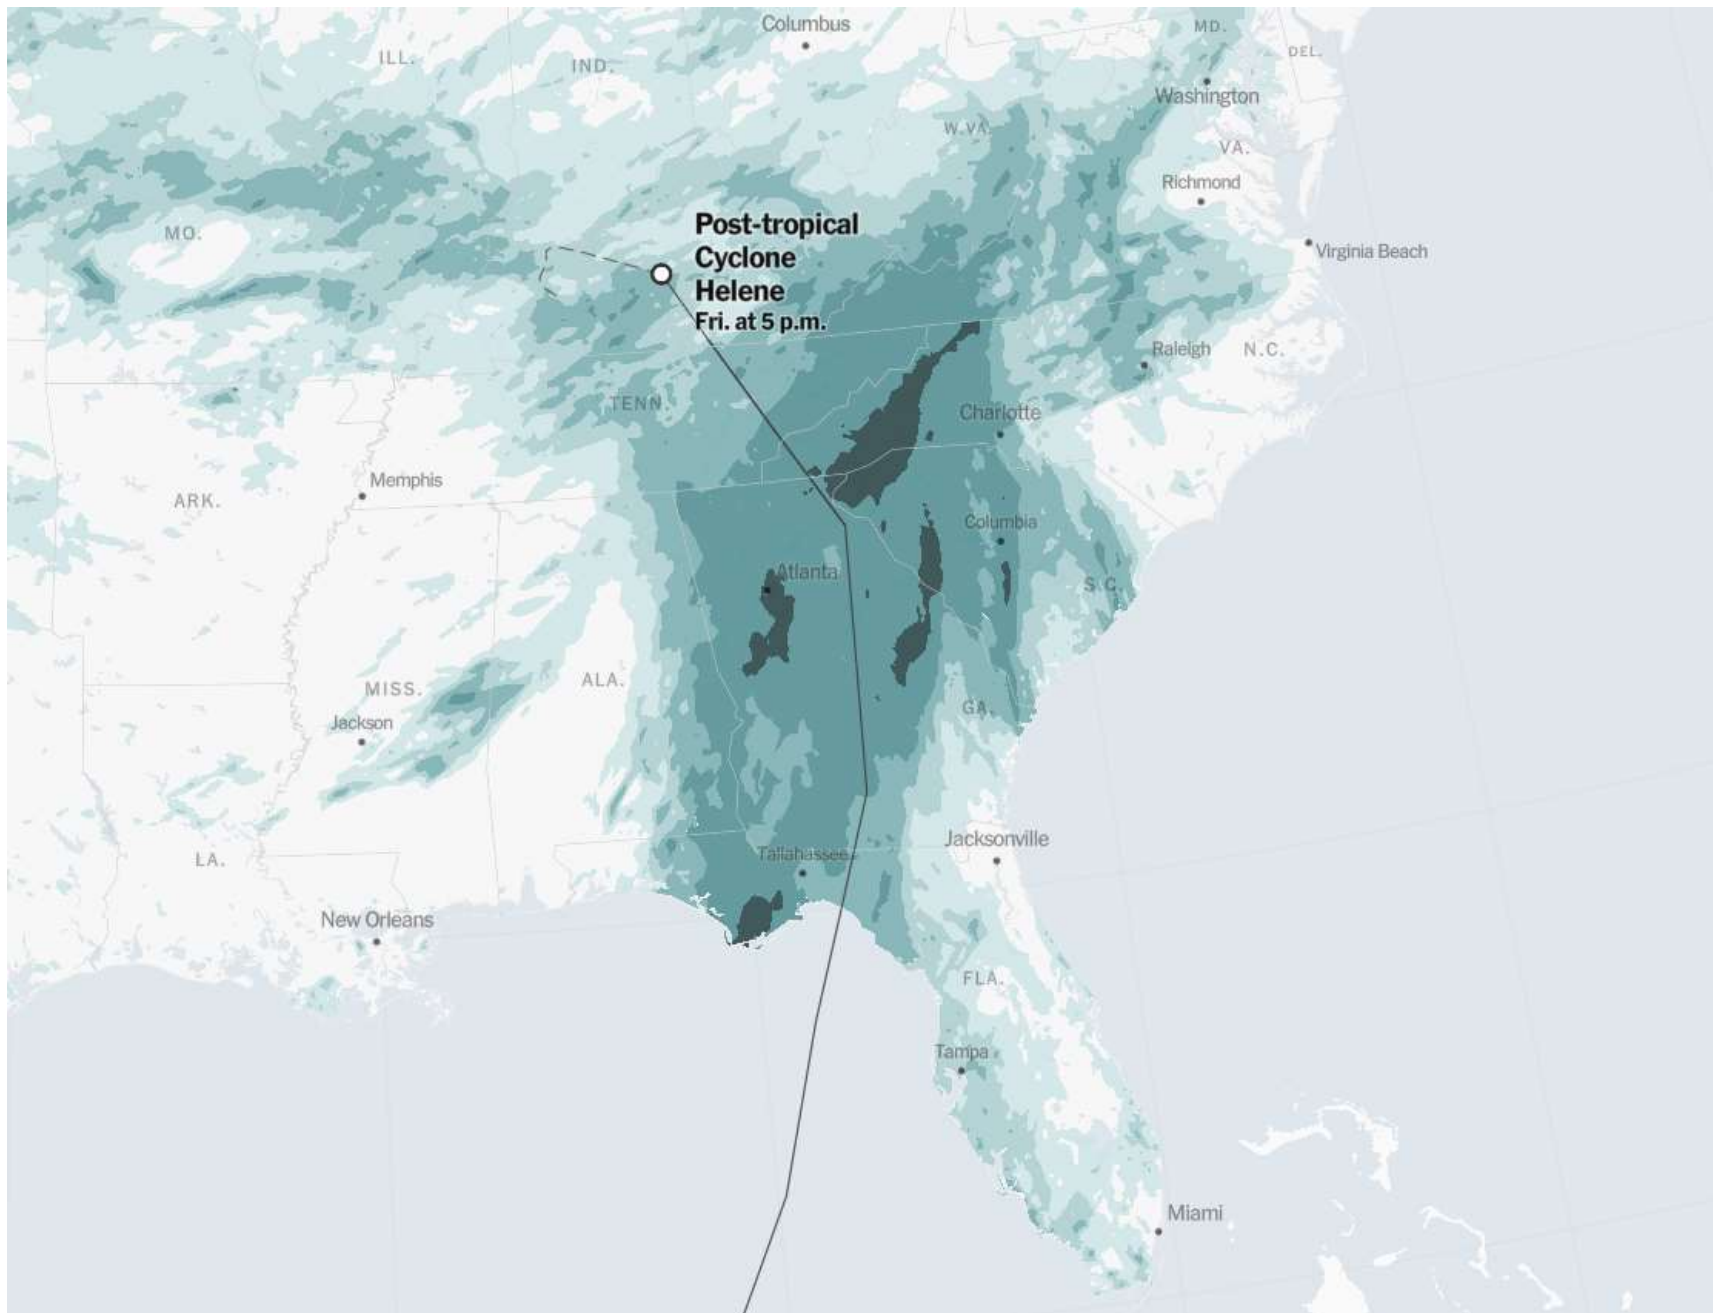 Columbus
MD.
DEL.
ILL.
IND.
Washington
W.VA.
VA.
Richmond
MO.
Post-tropical
Cyclone
Helene
Fri. at 5 p.m.
Virginia Beach
Raleigh
N.C.
TENN.
Charlotte
Memphis
ARK.
Columbia
Atlanta
S.C.
MISS.
ALA.
GA.
Jackson
Jacksonville
LA.
Tallahassee
New Orleans
FLA.
Tampa
Miami